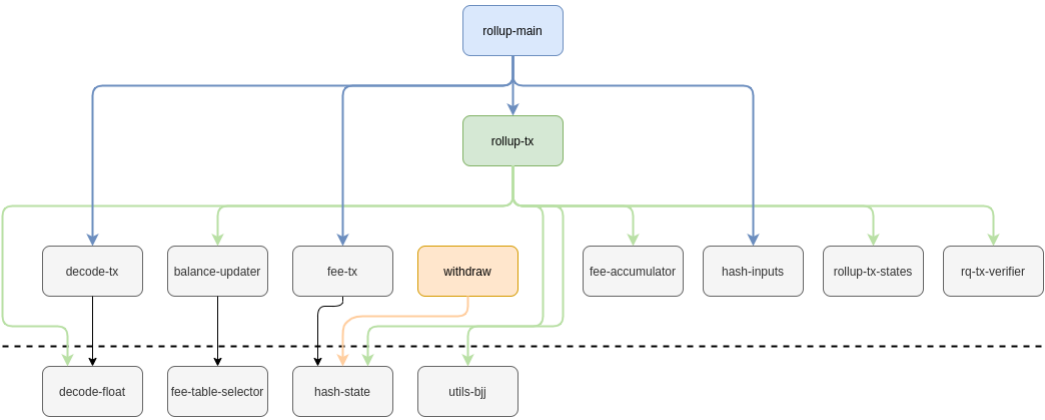 rollup-main
rollup-tx
decode-tx
balance-updater
fee-tx
withdraw
fee-accumulator
hash-inputs
rollup-tx-states
rq-tx-verifier
decode-float
fee-table-selector
hash-state
utils-bjj